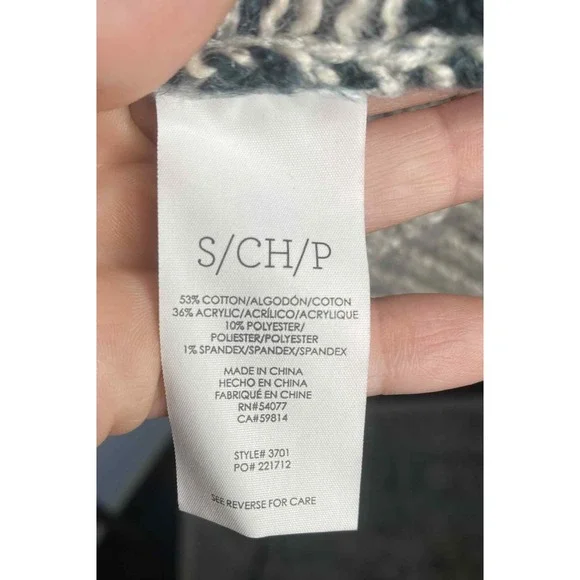 S/CH/P
53% COTTON/ALGODÓN/COTON
36% ACRYLIC/ACRÍLICO/ACRYLIQUE
10% POLYESTER/
POLIESTER/POLYESTER
1% SPANDEX/SPANDEX/SPANDEX
MADE IN CHINA
HECHO EN CHINA
FABRIQUÉ EN CHINE
RN#54077
CA#59814
STYLE# 3701
PO# 221712
SEE REVERSE FOR CARE